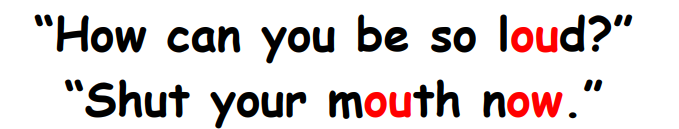 “How can you be so loud?”
“Shut your mouth now.”